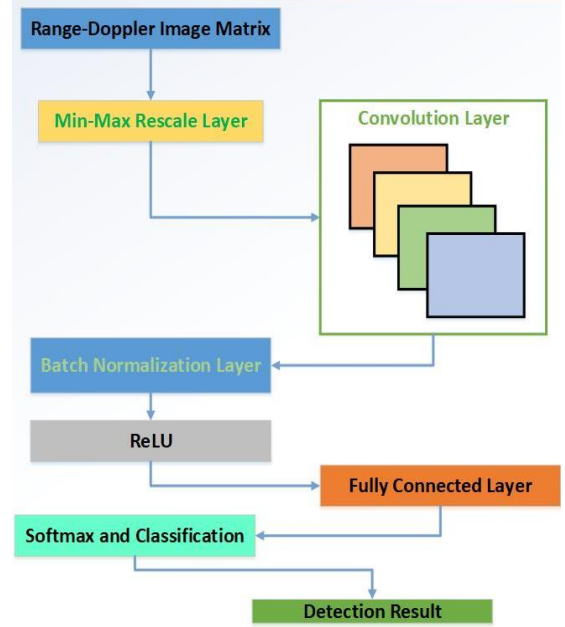 Range-Doppler Image Matrix
Min-Max Rescale Layer
Convolution Layer
Batch Normalization Layer
ReLU
Fully Connected Layer
Softmax and Classification
Detection Result